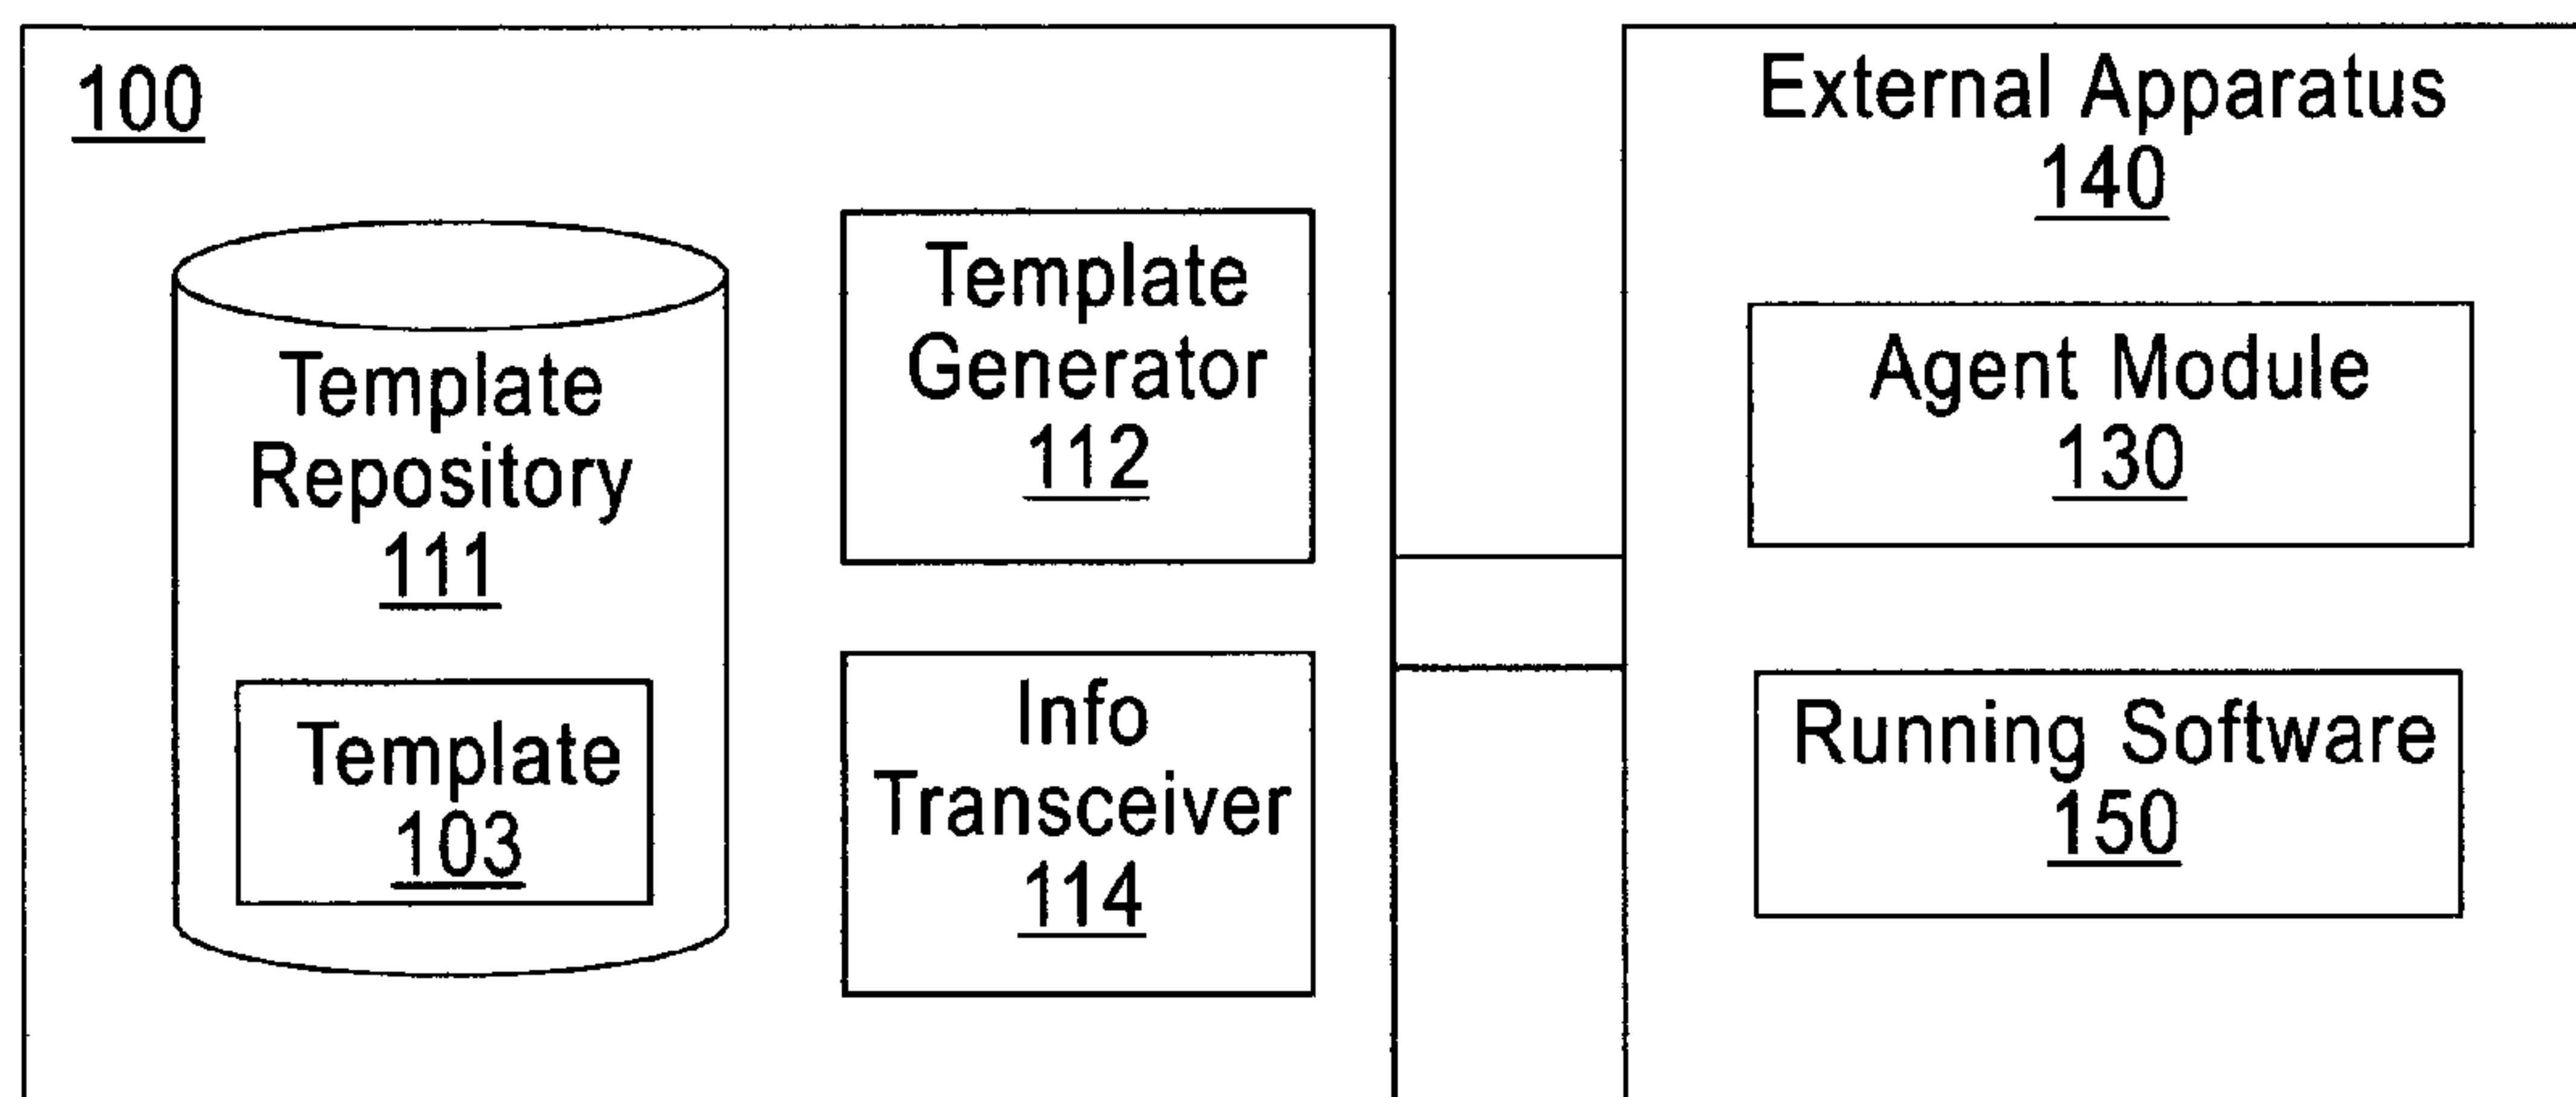 100
Template
Repository
111
Template
103
Template
Generator
112
Info
Transceiver
114
External Apparatus
140
Agent Module
130
Running Software
150